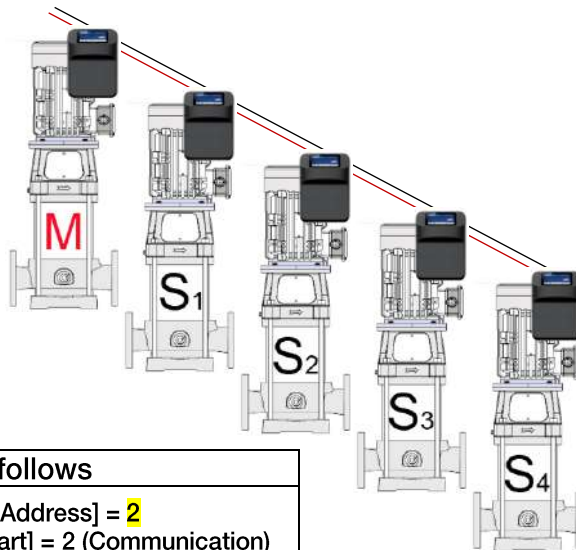 M
S1
S2
S3
S4
follows
Address] = 2
art] = 2 (Communication)